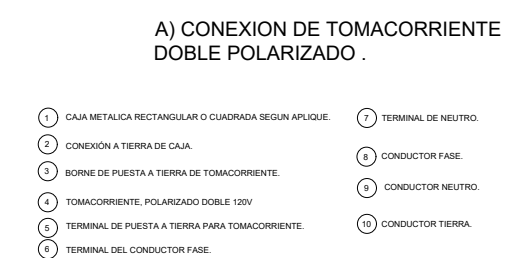 A) CONEXION DE TOMACORRIENTE
DOBLE POLARIZADO .
1 CAJA METALICA RECTANGULAR O CUADRADA SEGUN APLIQUE.
2 CONEXIÓN A TIERRA DE CAJA.
3 BORNE DE PUESTA A TIERRA DE TOMACORRIENTE.
4 TOMACORRIENTE, POLARIZADO DOBLE 120V
5 TERMINAL DE PUESTA A TIERRA PARA TOMACORRIENTE.
6 TERMINAL DEL CONDUCTOR FASE.
7 TERMINAL DE NEUTRO.
8 CONDUCTOR FASE.
9 CONDUCTOR NEUTRO.
10 CONDUCTOR TIERRA.